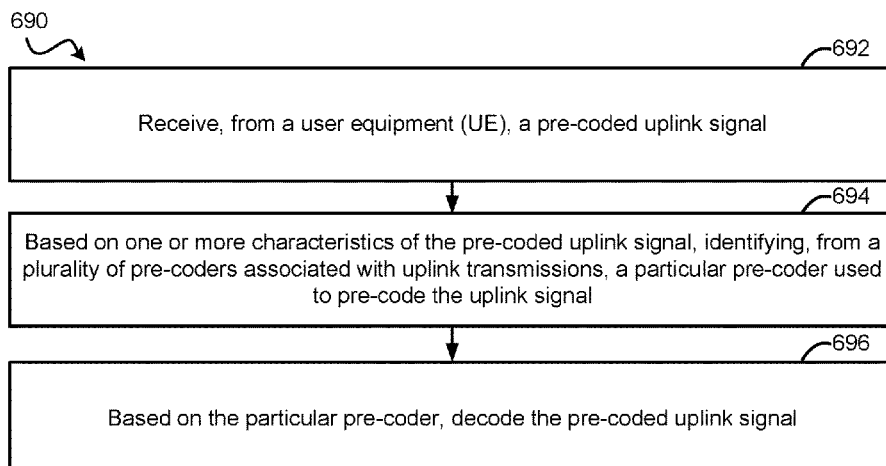 690
692
Receive, from a user equipment (UE), a pre-coded uplink signal
694
Based on one or more characteristics of the pre-coded uplink signal, identifying, from a
plurality of pre-coders associated with uplink transmissions, a particular pre-coder used
to pre-code the uplink signal
696
Based on the particular pre-coder, decode the pre-coded uplink signal